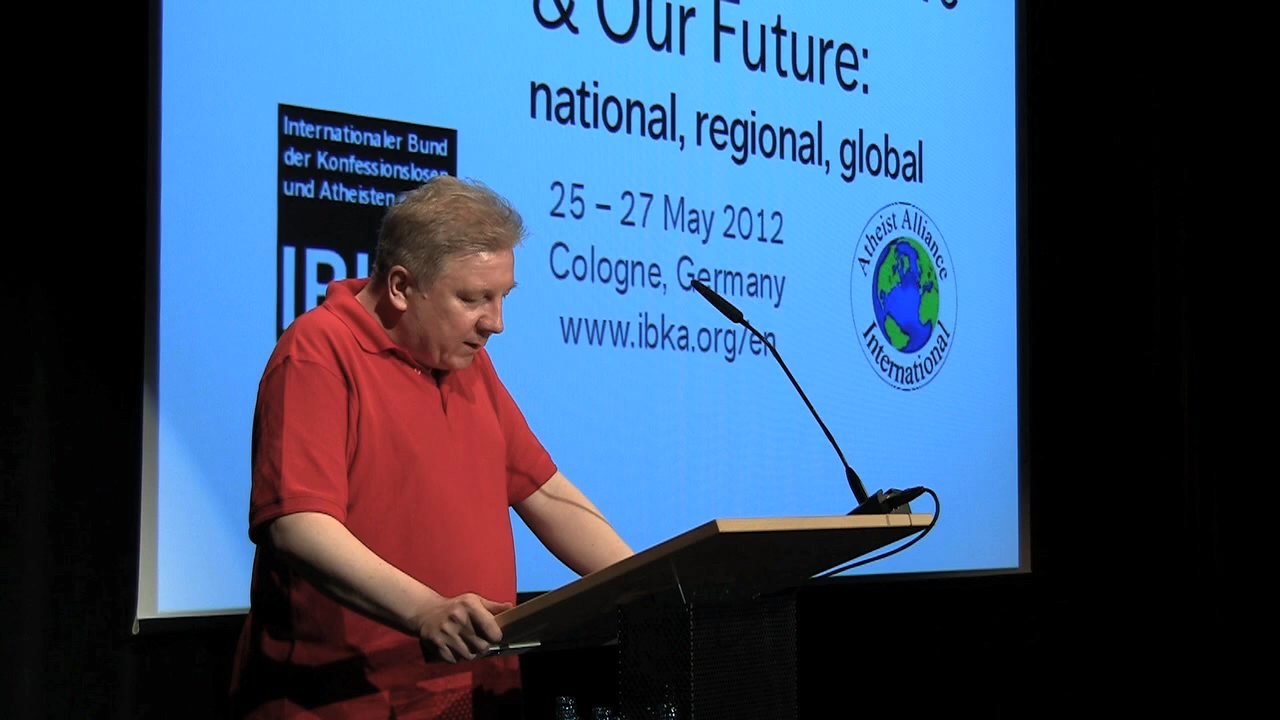 & Our Future:
national, regional, global
Internationaler Bund
der Konfessionslosen
und Atheisten
25 – 27 May 2012
Cologne, Germany
www.ibka.org/en
Atheist Alliance
International